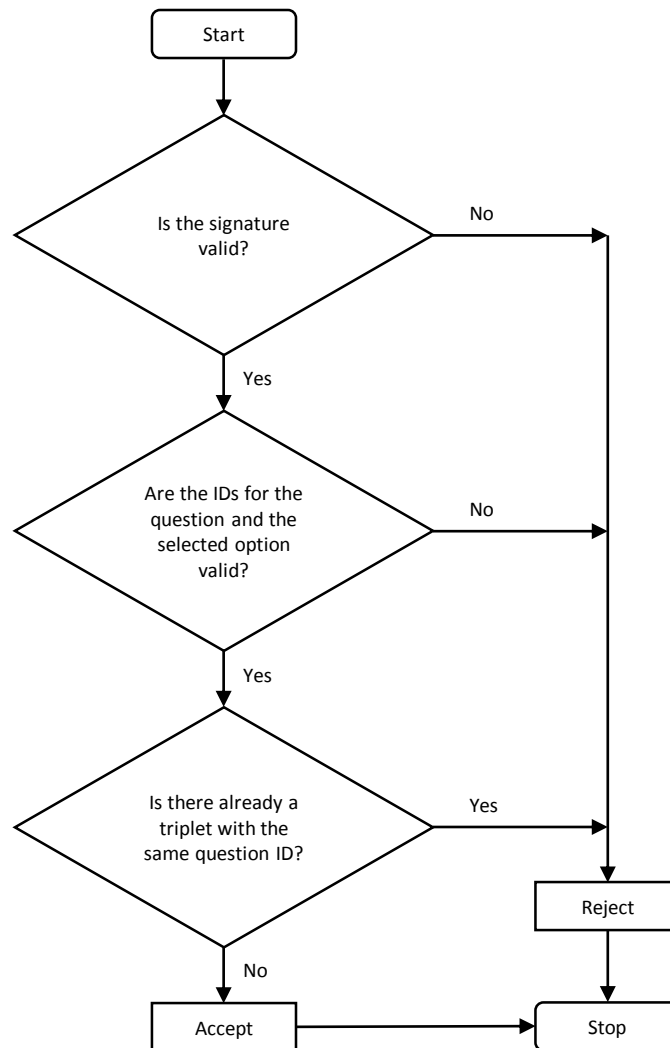 Start
Is the signature
valid?
No
Yes
Are the IDs for the
question and the
selected option
valid?
No
Yes
Is there already a
triplet with the
same question ID?
Yes
No
Reject
Accept
Stop